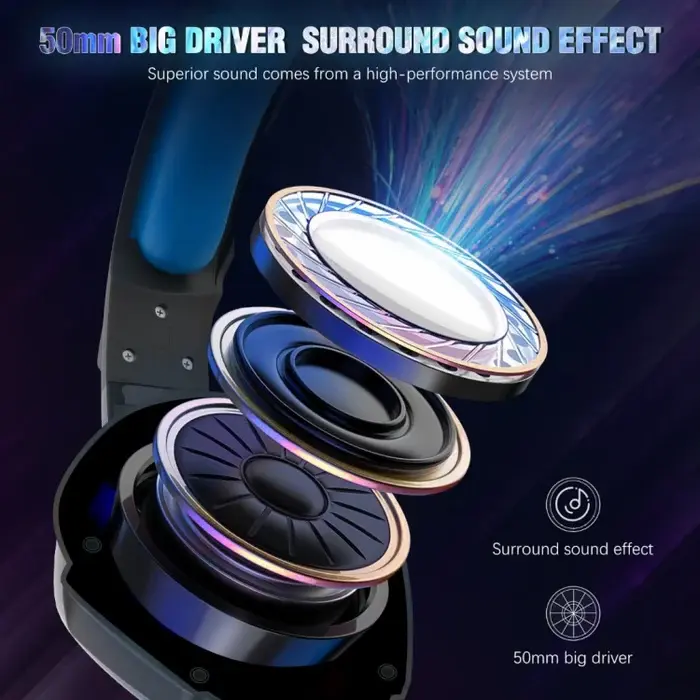 50mm BIG DRIVER SURROUND SOUND EFFECT
Superior sound comes from a high-performance system
Surround sound effect
50mm big driver